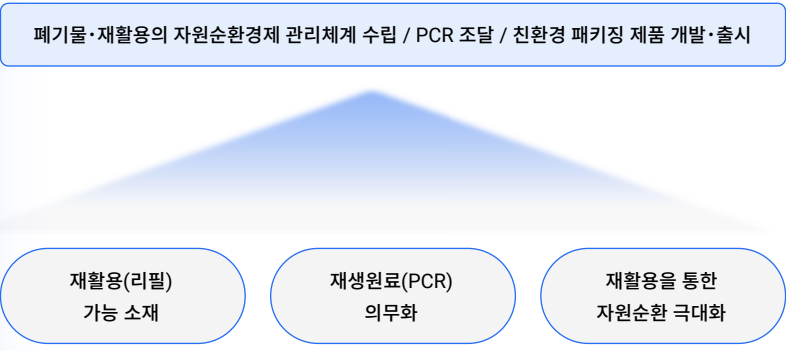 폐기물·재활용의 자원순환경제 관리체계 수립 / PCR 조달 / 친환경 패키징 제품 개발·출시
재활용(리필)
가능 소재
재생원료(PCR)
의무화
재활용을 통한
자원순환 극대화